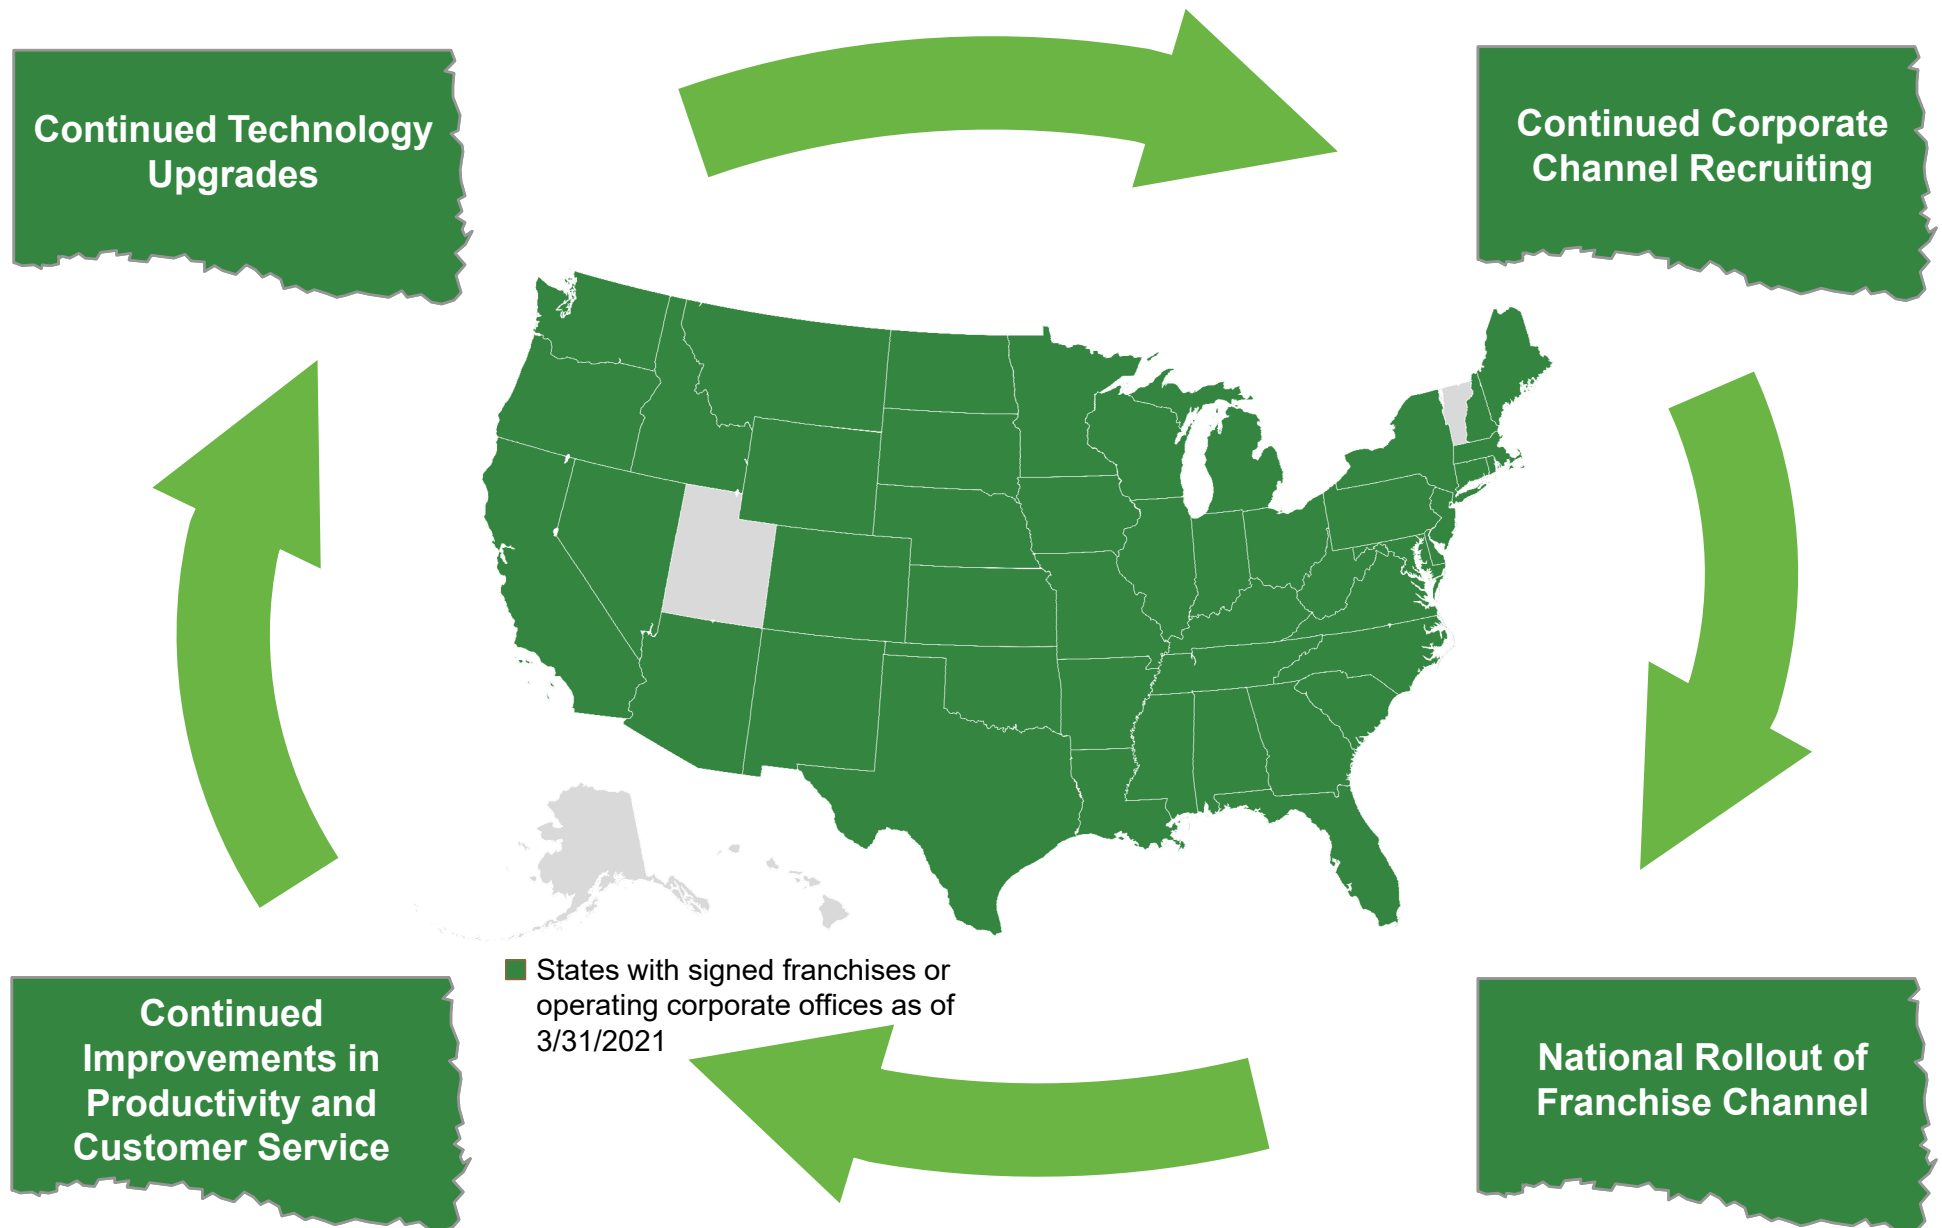 Continued Technology
Upgrades
Continued Corporate
Channel Recruiting
States with signed franchises or
operating corporate offices as of
3/31/2021
Continued
Improvements in
Productivity and
Customer Service
National Rollout of
Franchise Channel